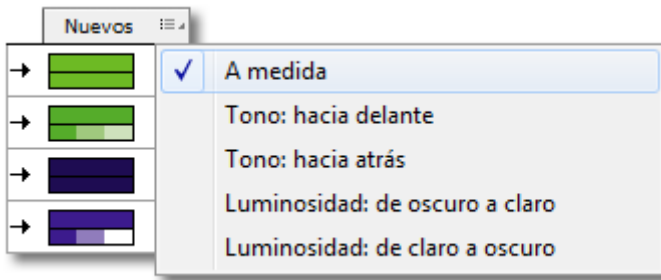 Nuevos
A medida
Tono: hacia delante
Tono: hacia atrás
Luminosidad: de oscuro a claro
Luminosidad: de claro a oscuro